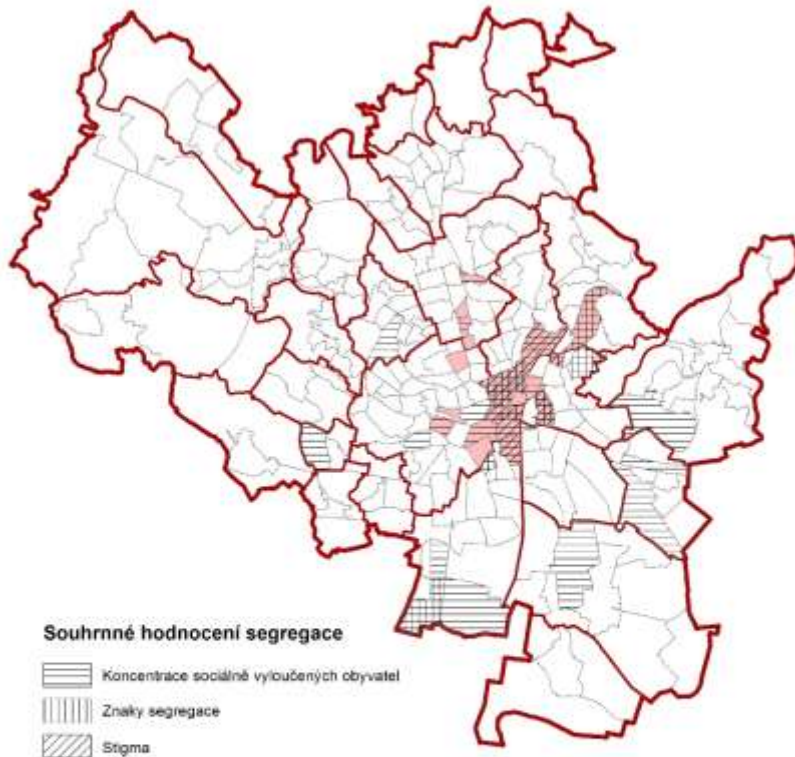 Souhrnné hodnocení segregace
Koncentrace sociálně vyloučených obyvatel
Znaky segregace
Stigma